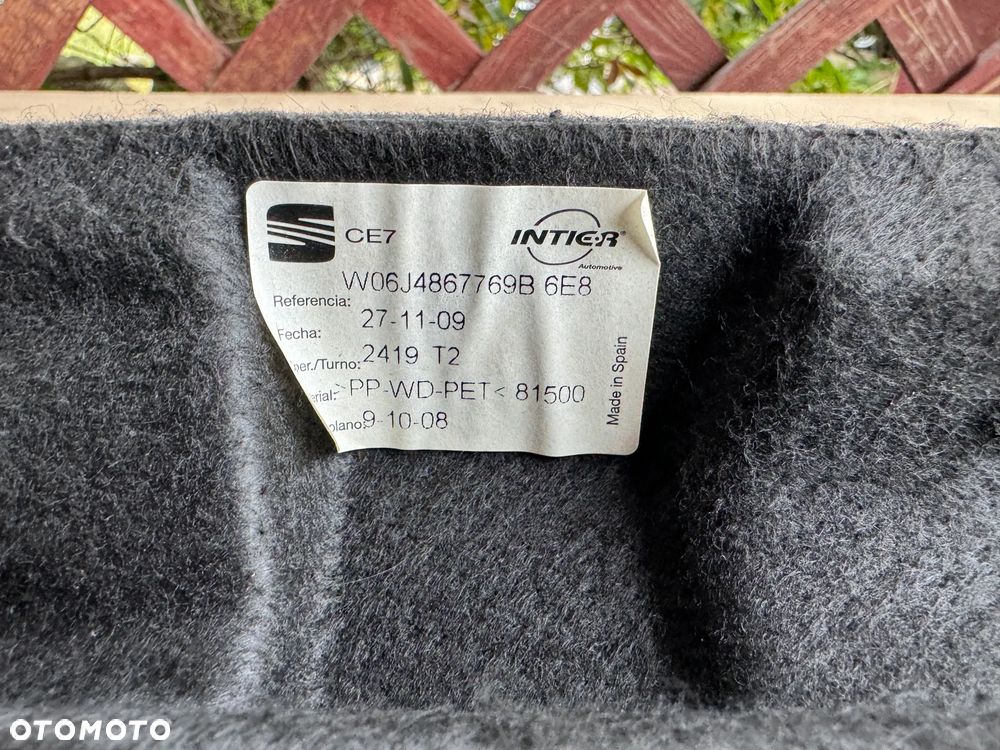 CE7
INTIER®
Automotive
W06J4867769B 6E8
Referencia:
27-11-09
Fecha:
2419 T2
per./Turno:
>PP-WD-PET< 81500
erial:
9-10-08
plano:
Made in Spain
OTOMOTO